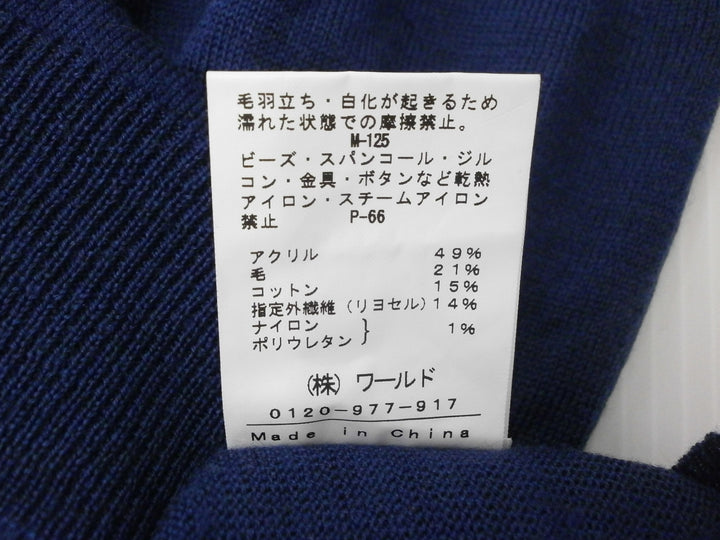 毛羽立ち・白化が起きるため
濡れた状態での摩擦禁止。
M-125
ビーズ・スパンコール・ジル
コン・金具・ボタンなど乾熱
アイロン・スチームアイロン
禁止 P-66
アクリル 49%
毛 21%
コットン 15%
指定外繊維（リヨセル）14%
ナイロン
ポリウレタン } 1%
（株）ワールド
0120-977-917
Made in China